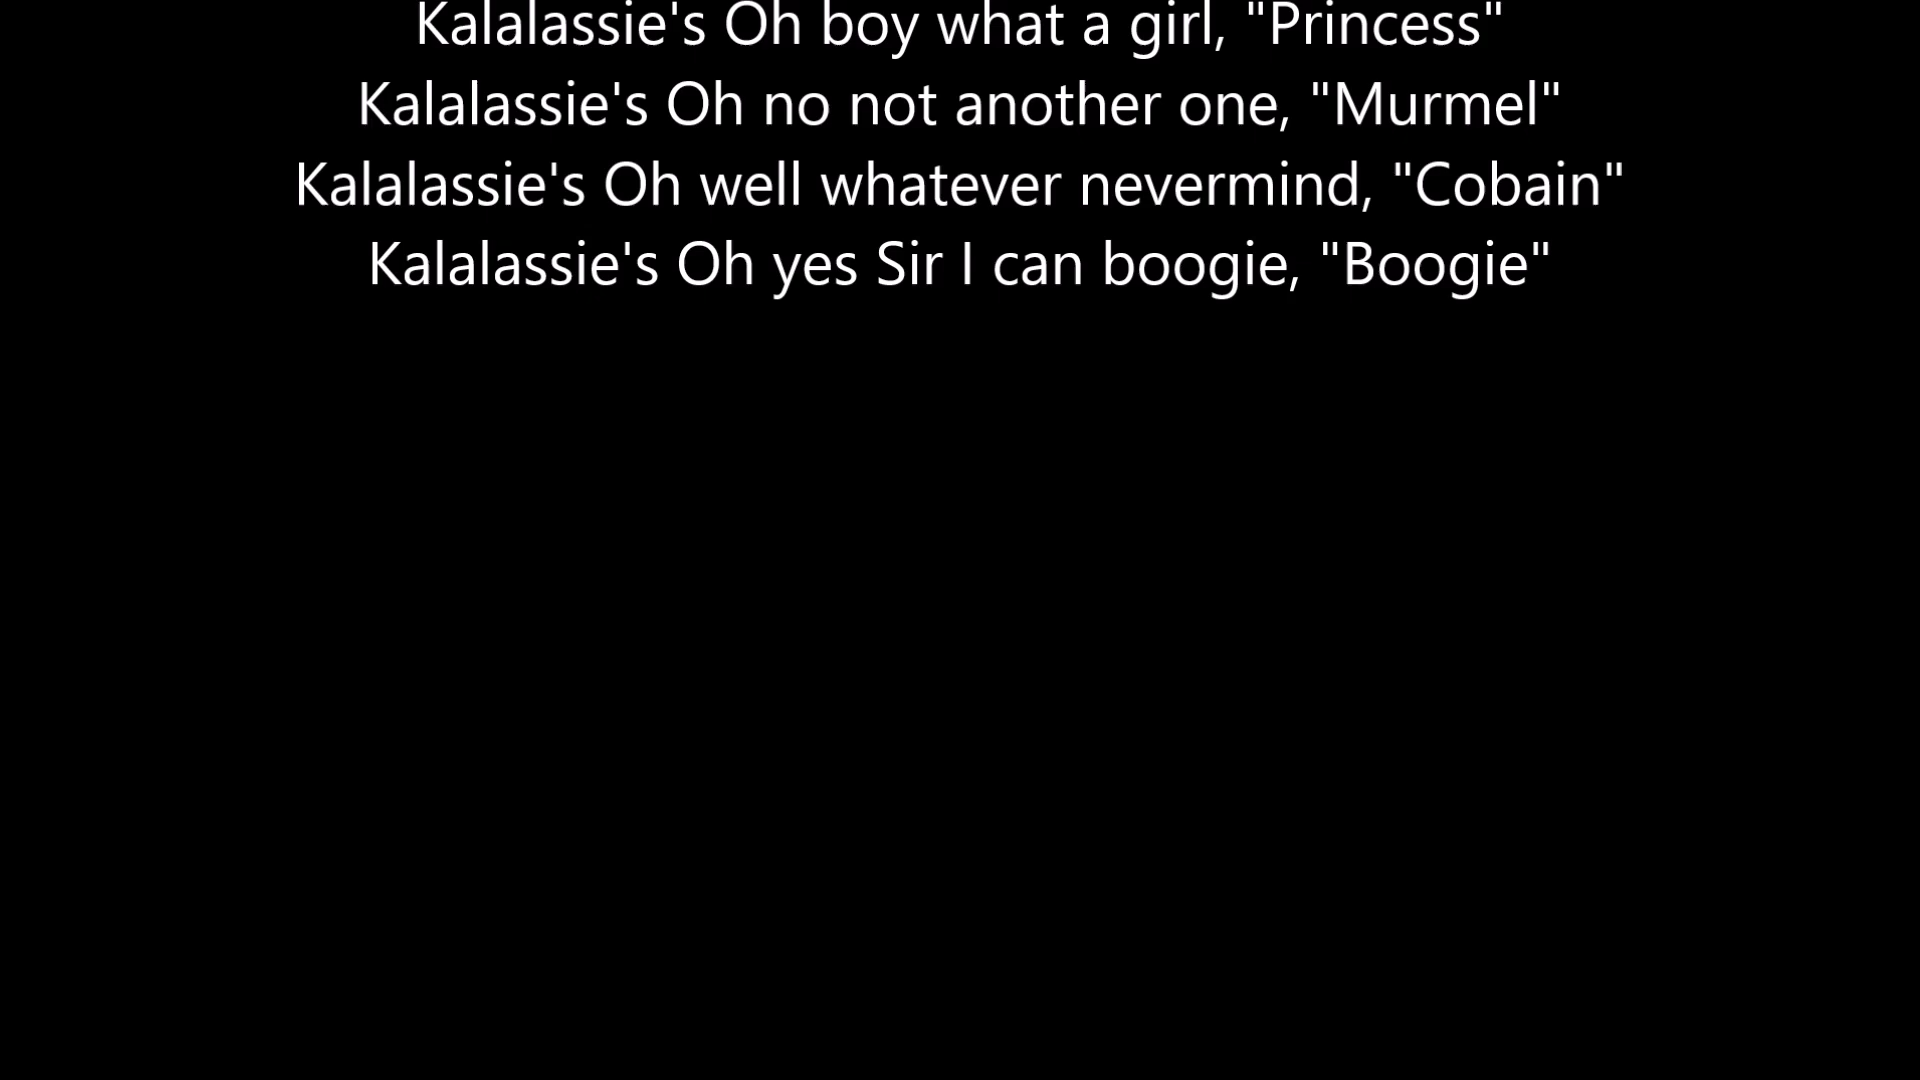 Kalalassie's Oh boy what a girl, "Princess"
Kalalassie's Oh no not another one, "Murmel"
Kalalassie's Oh well whatever nevermind, "Cobain"
Kalalassie's Oh yes Sir I can boogie, "Boogie"